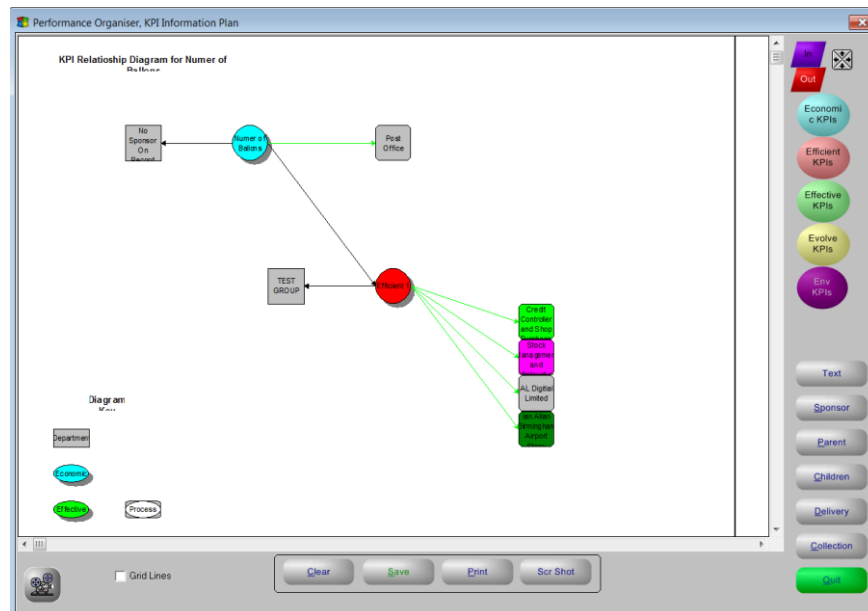 Performance Organiser, KPI Information Plan
KPI Relatioship Diagram for Numer of
Ballons
In
Out
Economi
c KPIs
Efficient
KPIs
Effective
KPIs
Evolve
KPIs
Env
KPIs
No
Sponsor
On
Record
Numer of
Ballons
Post
Office
TEST
GROUP
Efficient
Credit
Controller
and Shop
Stock
and
AL Digital
Limited
Airport
Diagram
Key
Department
Economic
Effective
Process
Text
Sponsor
Parent
Children
Delivery
Collection
Quit
Grid Lines
Clear
Save
Print
Scr Shot